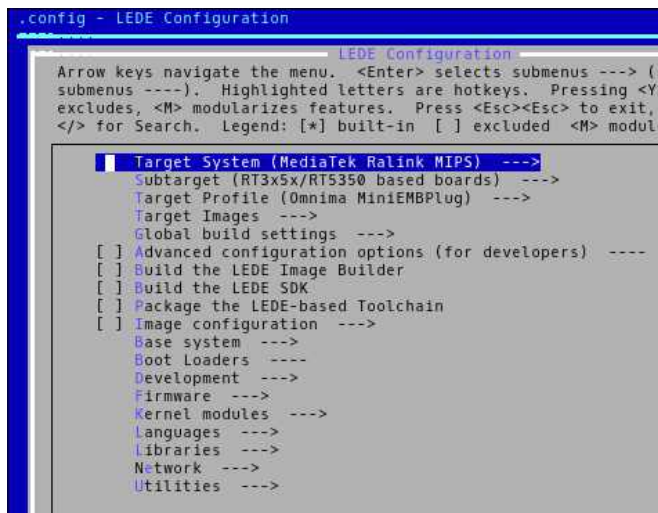 .config - LEDE Configuration
LEDE Configuration
Arrow keys navigate the menu.  <Enter> selects submenus ---> (
submenus ----).  Highlighted letters are hotkeys.  Pressing <Y
excludes, <M> modularizes features.  Press <Esc><Esc> to exit,
</> for Search.  Legend: [*] built-in  [ ] excluded  <M> modul
Target System (MediaTek Ralink MIPS)  --->
Subtarget (RT3x5x/RT5350 based boards)  --->
Target Profile (Omnima MiniEMBPlug)  --->
Target Images  --->
Global build settings  --->
[ ] Advanced configuration options (for developers)  ----
[ ] Build the LEDE Image Builder
[ ] Build the LEDE SDK
[ ] Package the LEDE-based Toolchain
[ ] Image configuration  --->
Base system  --->
Boot Loaders  ----
Development  --->
Firmware  --->
Kernel modules  --->
Languages  --->
Libraries  --->
Network  --->
Utilities  --->